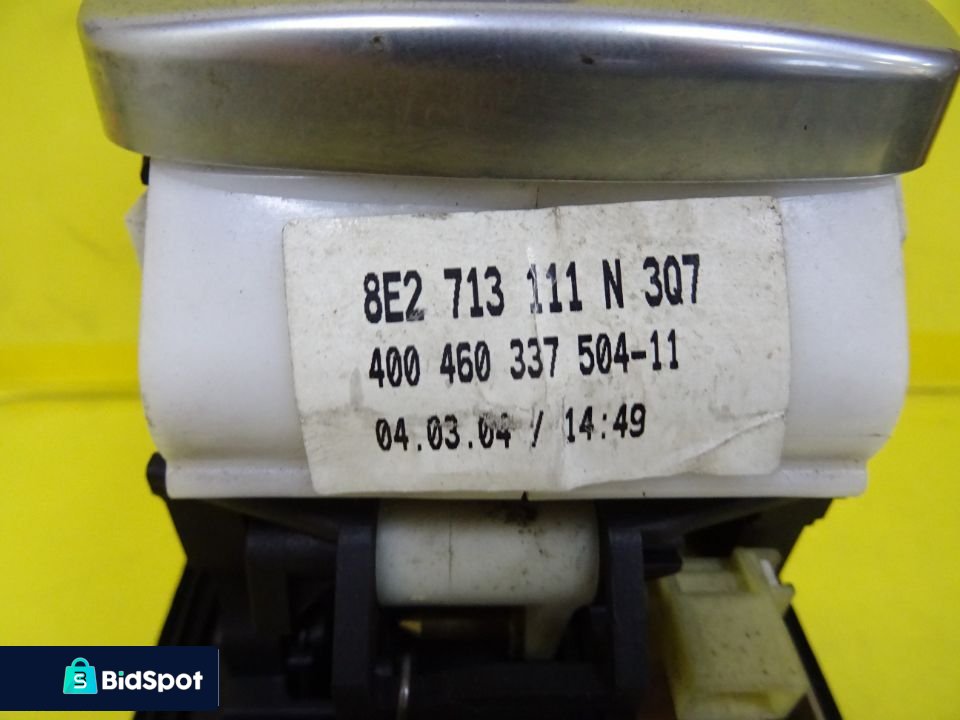 8E2 713 111 N 3Q7
400 460 337 504-11
04.03.04 / 14:49
S
BidSpot